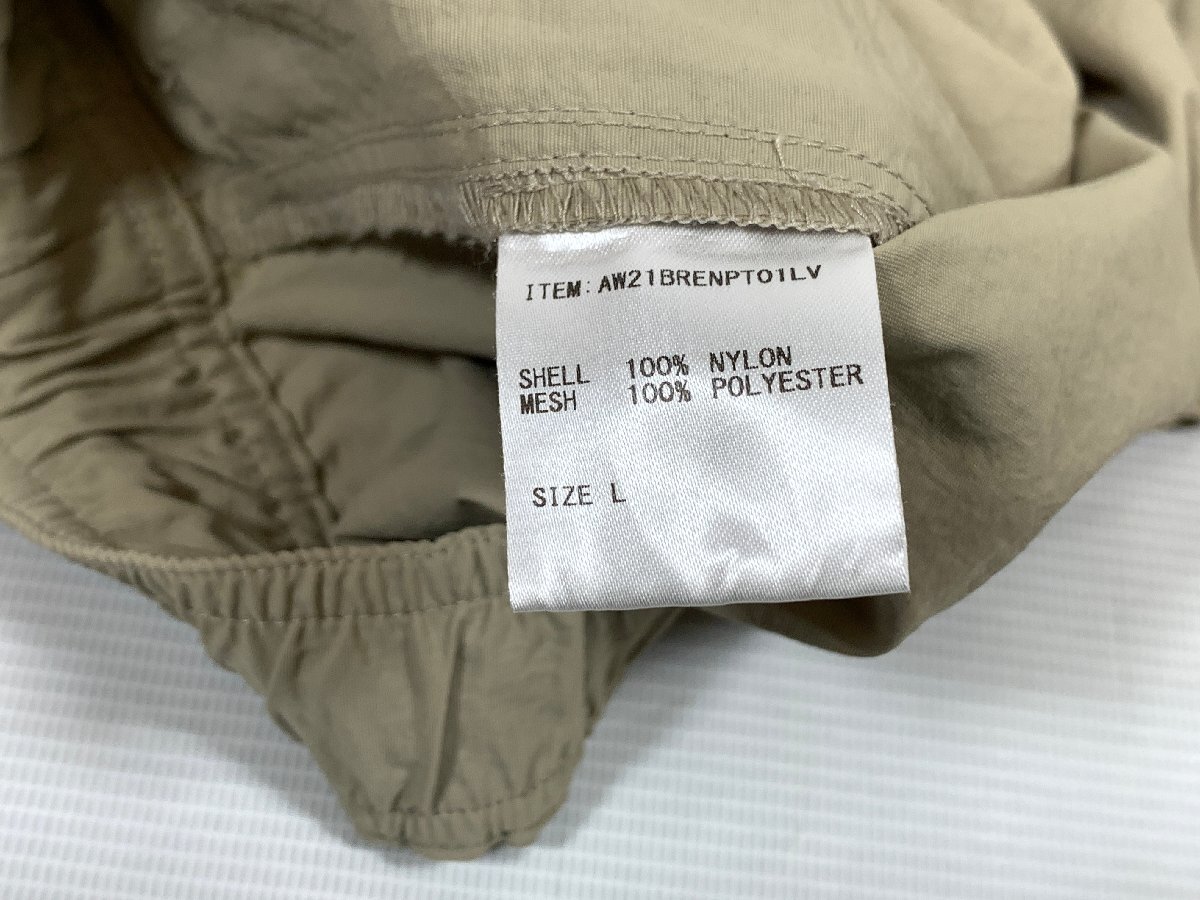 ITEM: AW21BRENPT01LV
SHELL 100% NYLON
MESH 100% POLYESTER
SIZE L